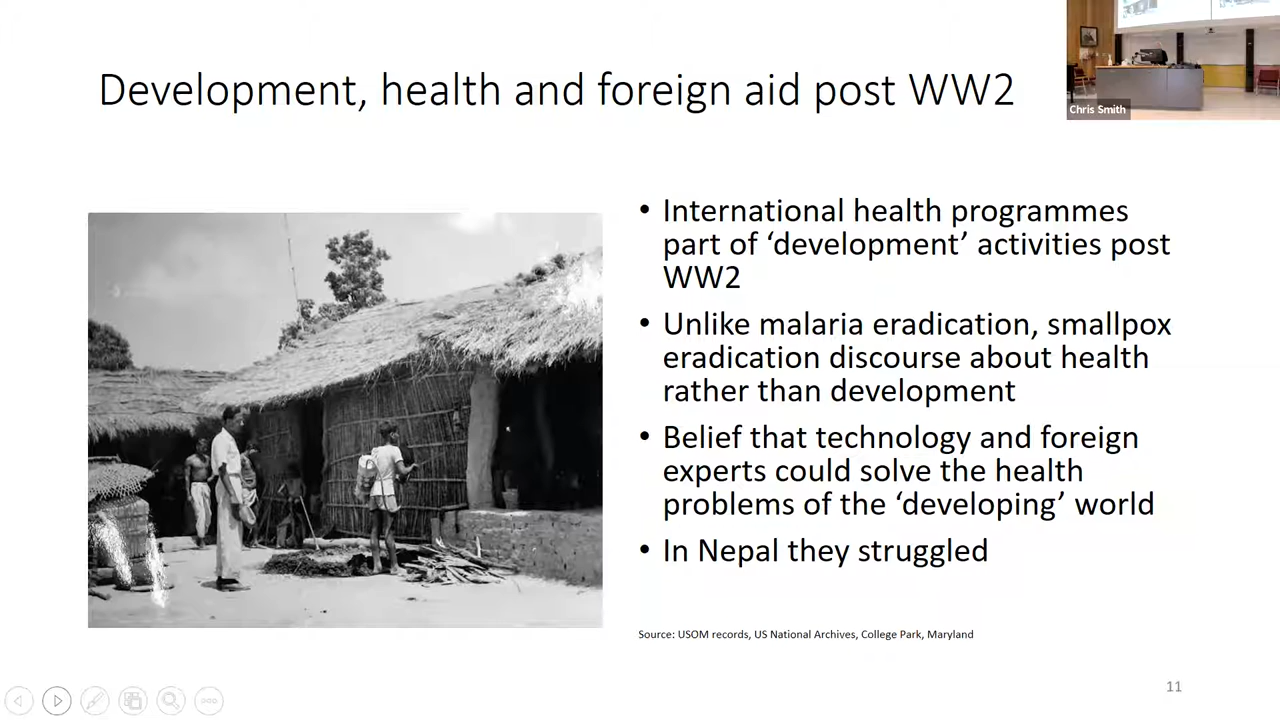 Development, health and foreign aid post WW2
Chris Smith
• International health programmes
part of ‘development’ activities post
WW2
• Unlike malaria eradication, smallpox
eradication discourse about health
rather than development
• Belief that technology and foreign
experts could solve the health
problems of the ‘developing’ world
• In Nepal they struggled
Source: USOM records, US National Archives, College Park, Maryland
11